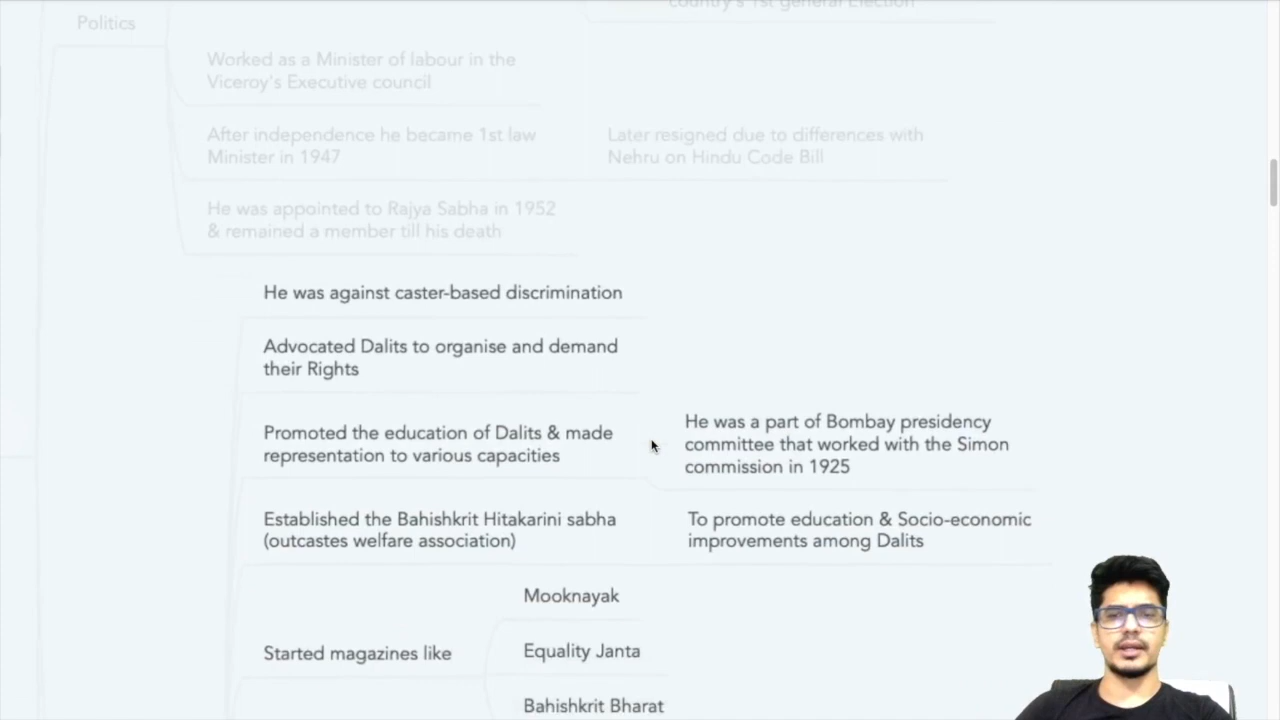 country's 1st general Election
Politics
Worked as a Minister of labour in the
Viceroy's Executive council
After independence he became 1st law
Minister in 1947
Later resigned due to differences with
Nehru on Hindu Code Bill
He was appointed to Rajya Sabha in 1952
& remained a member till his death
He was against caster-based discrimination
Advocated Dalits to organise and demand
their Rights
Promoted the education of Dalits & made
representation to various capacities
He was a part of Bombay presidency
committee that worked with the Simon
commission in 1925
Established the Bahishkrit Hitakarini sabha
(outcastes welfare association)
To promote education & Socio-economic
improvements among Dalits
Started magazines like
Mooknayak
Equality Janta
Bahishkrit Bharat